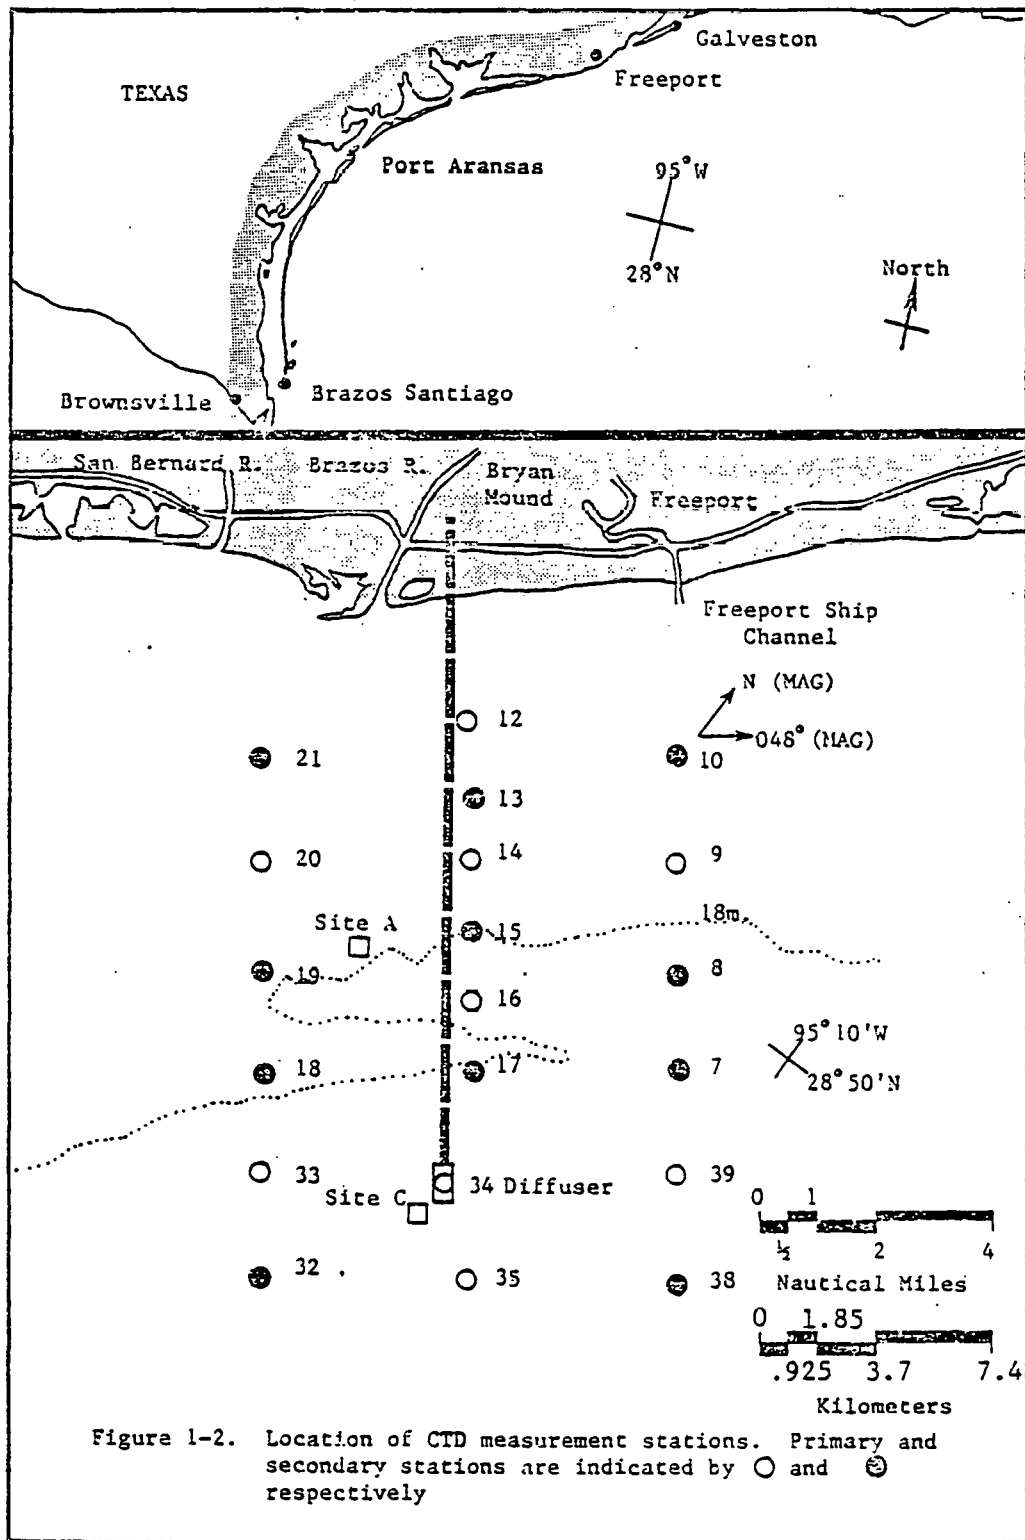 Galveston
Freeport
TEXAS
Port Aransas
95°W
28°N
North
Brownsville
Brazos Santiago
San Bernard R.
Brazos R.
Bryan
Mound
Freeport
Freeport Ship
Channel
N (MAG)
048° (MAG)
12
21
10
13
20
14
9
Site A
15
18m.
19
8
16
95°10'W
18
17
7
28°50'N
33
34 Diffuser
39
Site C
0 1
½ 2 4
Nautical Miles
32
35
38
0 1.85
.925 3.7 7.4
Kilometers
Figure 1-2. Location of CTD measurement stations. Primary and
secondary stations are indicated by ○ and ●
respectively